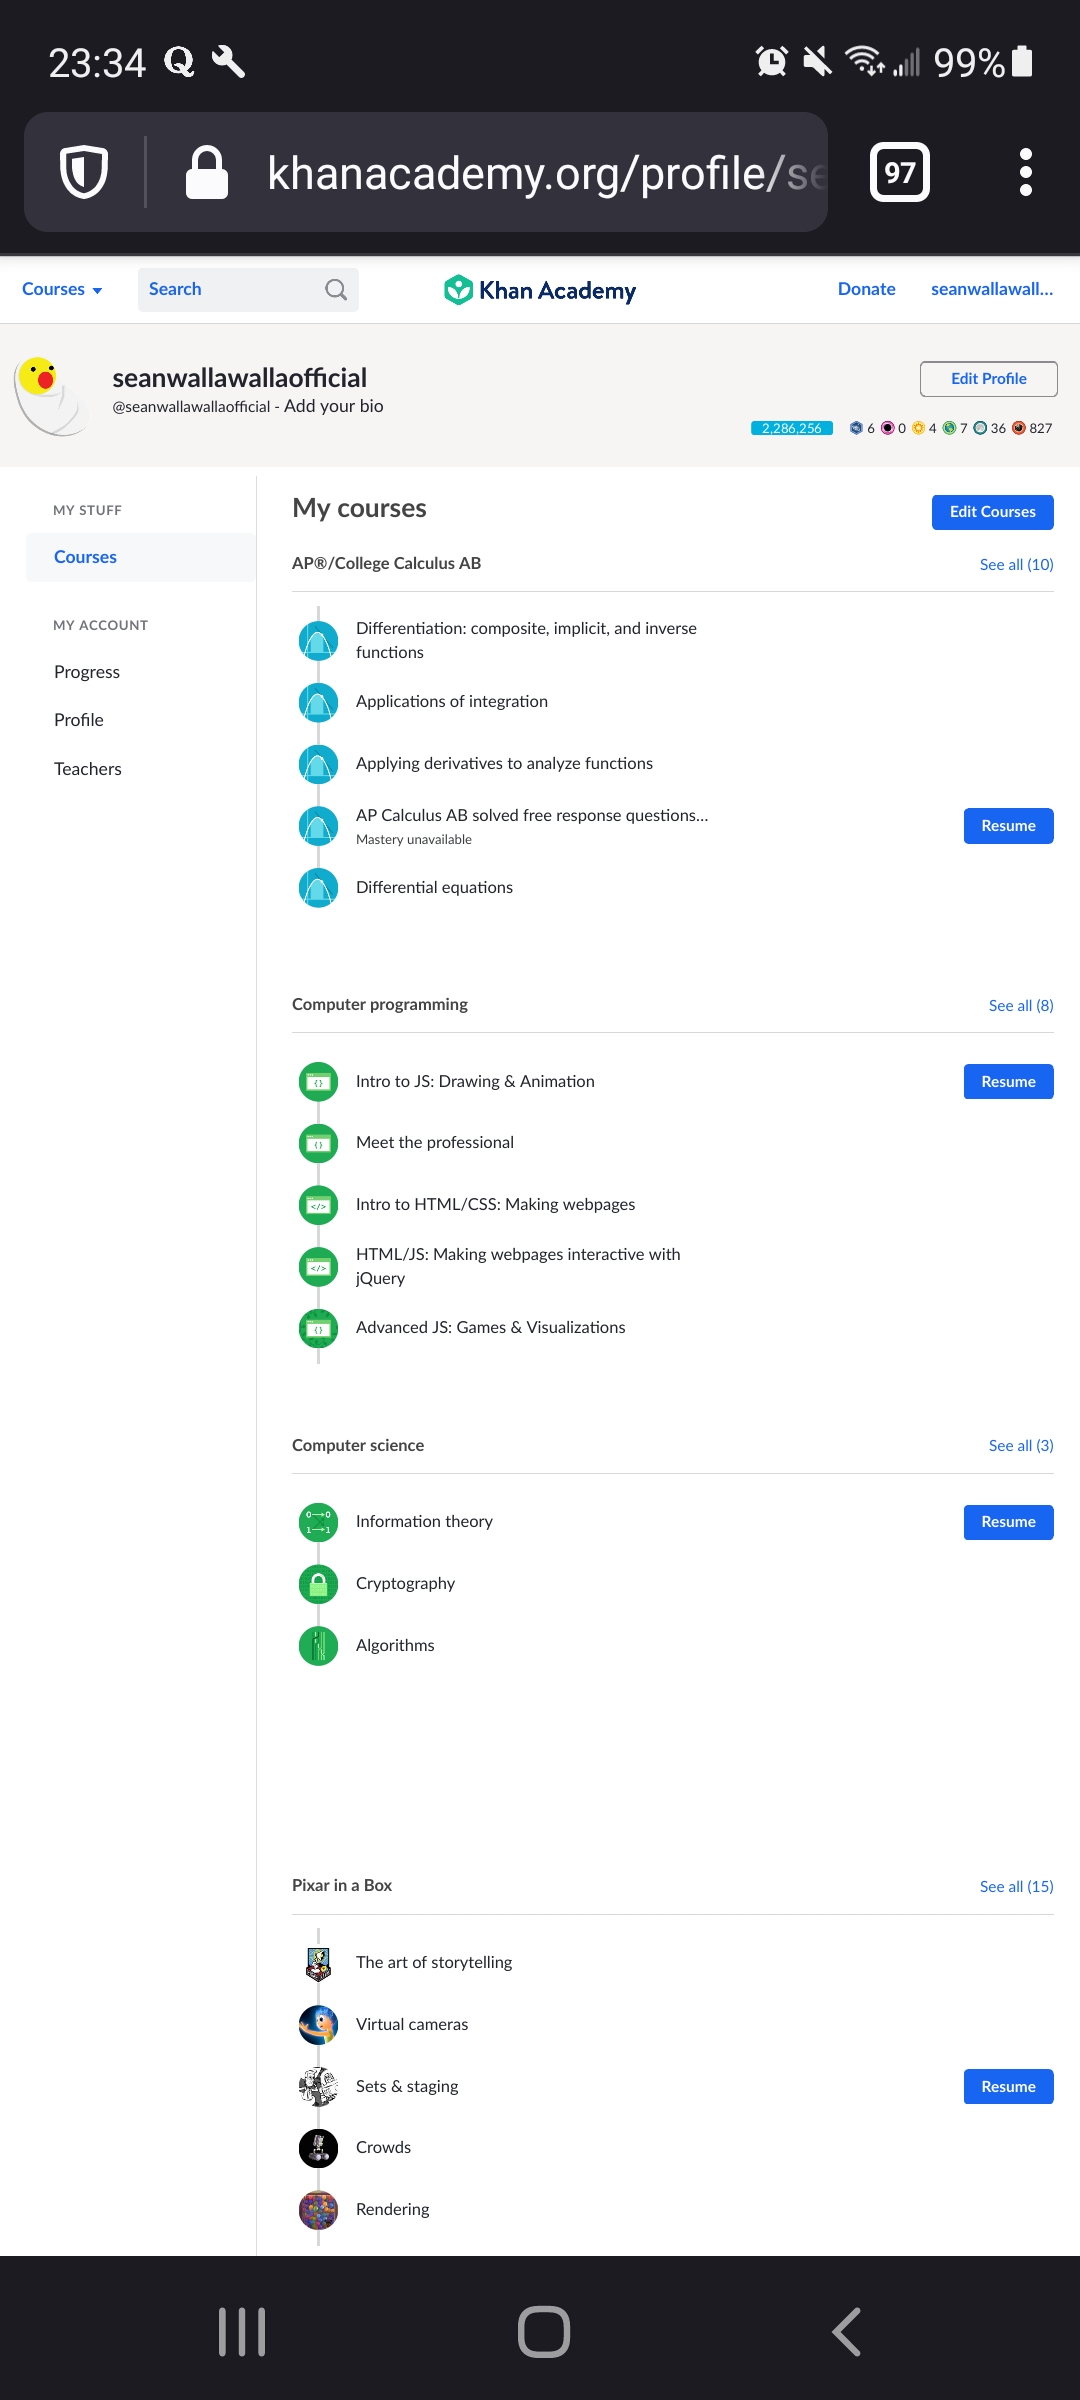 23:34
99%
khanacademy.org/profile/se
97
Courses
Search
Khan Academy
Donate
seanwallawall...
seanwallawallaofficial
@seanwallawallaofficial - Add your bio
Edit Profile
2,286,256
6
0
4
7
36
827
MY STUFF
Courses
MY ACCOUNT
Progress
Profile
Teachers
My courses
Edit Courses
AP®/College Calculus AB
See all (10)
Differentiation: composite, implicit, and inverse
functions
Applications of integration
Applying derivatives to analyze functions
AP Calculus AB solved free response questions...
Mastery unavailable
Resume
Differential equations
Computer programming
See all (8)
Intro to JS: Drawing & Animation
Resume
Meet the professional
Intro to HTML/CSS: Making webpages
HTML/JS: Making webpages interactive with
jQuery
Advanced JS: Games & Visualizations
Computer science
See all (3)
Information theory
Resume
Cryptography
Algorithms
Pixar in a Box
See all (15)
The art of storytelling
Virtual cameras
Sets & staging
Resume
Crowds
Rendering